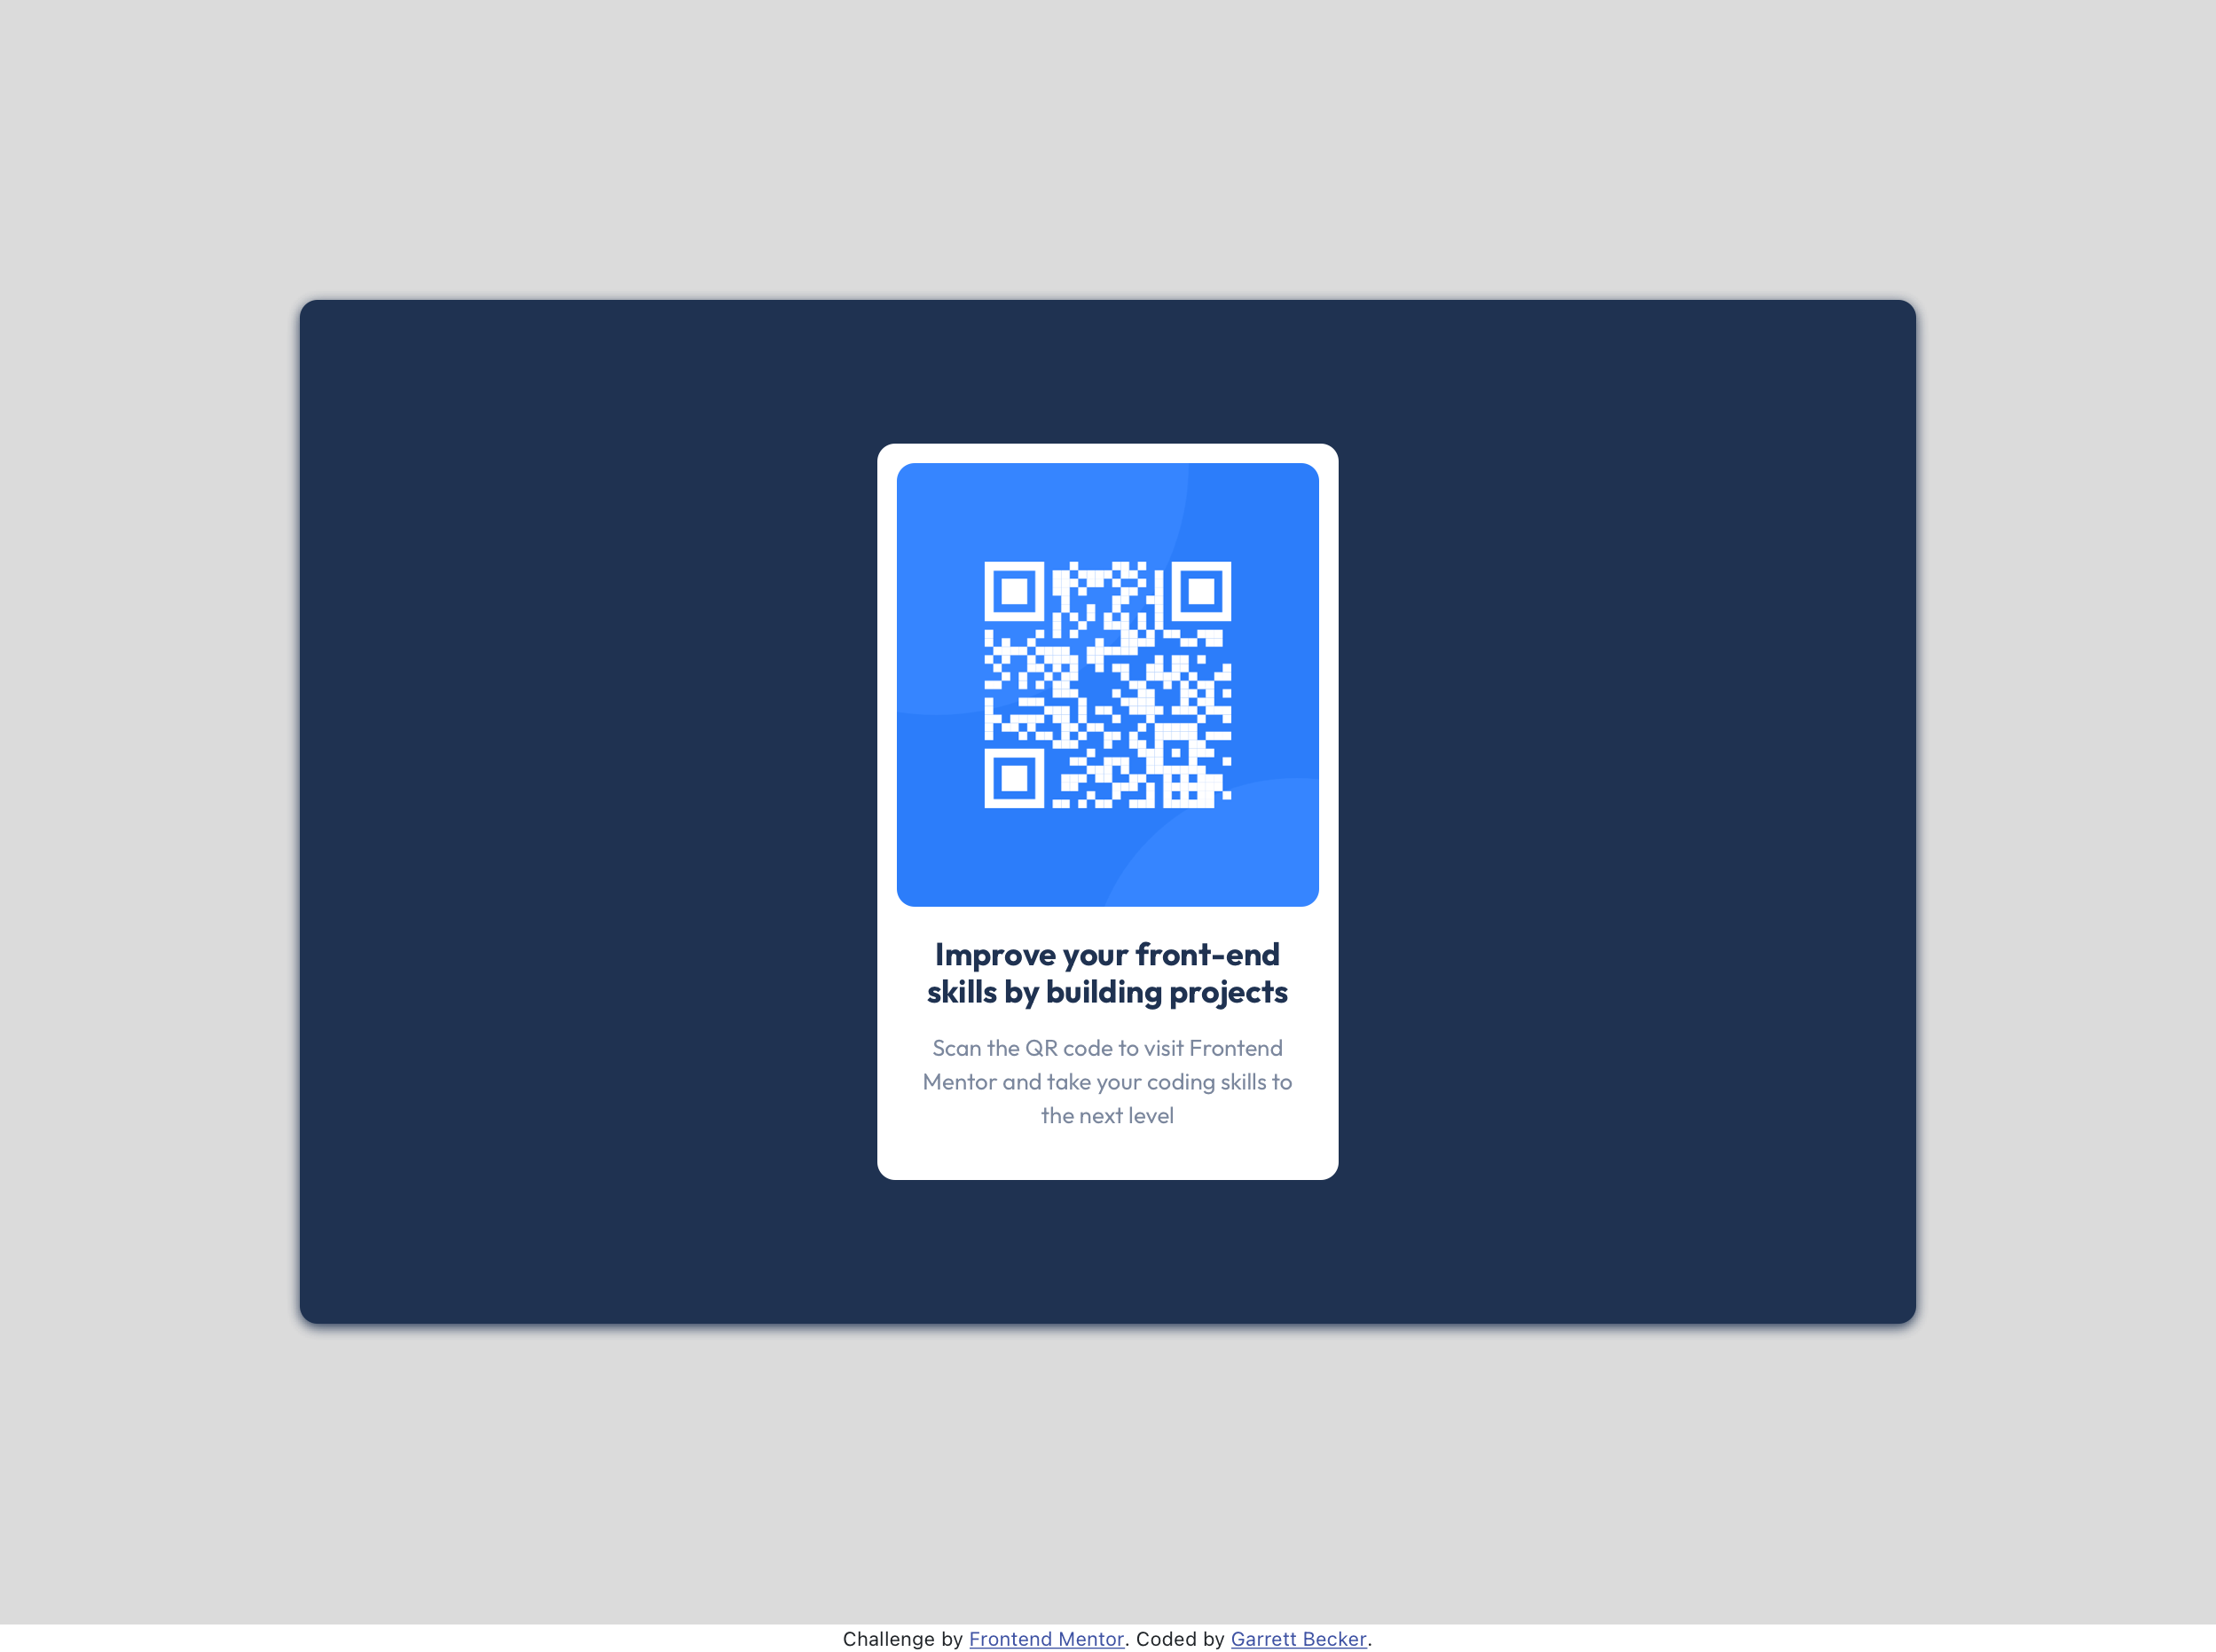 Improve your front-end
skills by building projects
Scan the QR code to visit Frontend
Mentor and take your coding skills to
the next level
Challenge by Frontend Mentor. Coded by Garrett Becker.